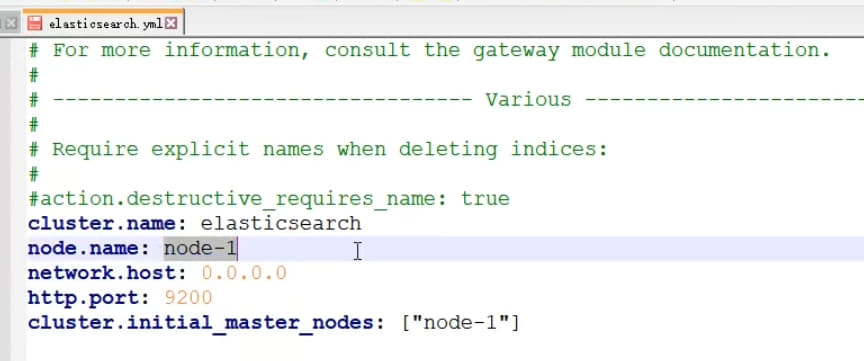 elasticsearch.yml
# For more information, consult the gateway module documentation.
#
# ---------------------------------- Various -----------------------
#
# Require explicit names when deleting indices:
#
#action.destructive_requires_name: true
cluster.name: elasticsearch
node.name: node-1
network.host: 0.0.0.0
http.port: 9200
cluster.initial_master_nodes: ["node-1"]